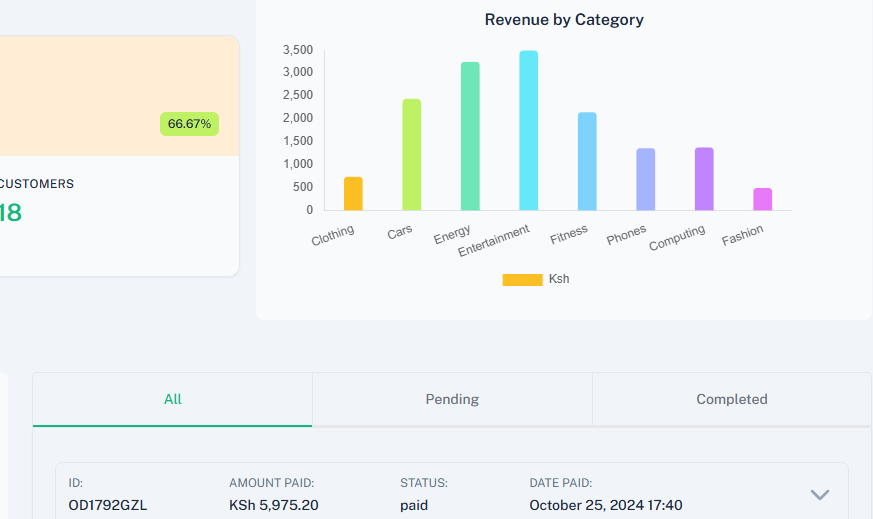 Revenue by Category
3,500
3,000
2,500
2,000
1,500
1,000
500
0
Clothing
Cars
Energy
Entertainment
Fitness
Phones
Computing
Fashion
Ksh
66.67%
CUSTOMERS
18
All
Pending
Completed
ID:
AMOUNT PAID:
STATUS:
DATE PAID:
OD1792GZL
KSh 5,975.20
paid
October 25, 2024 17:40